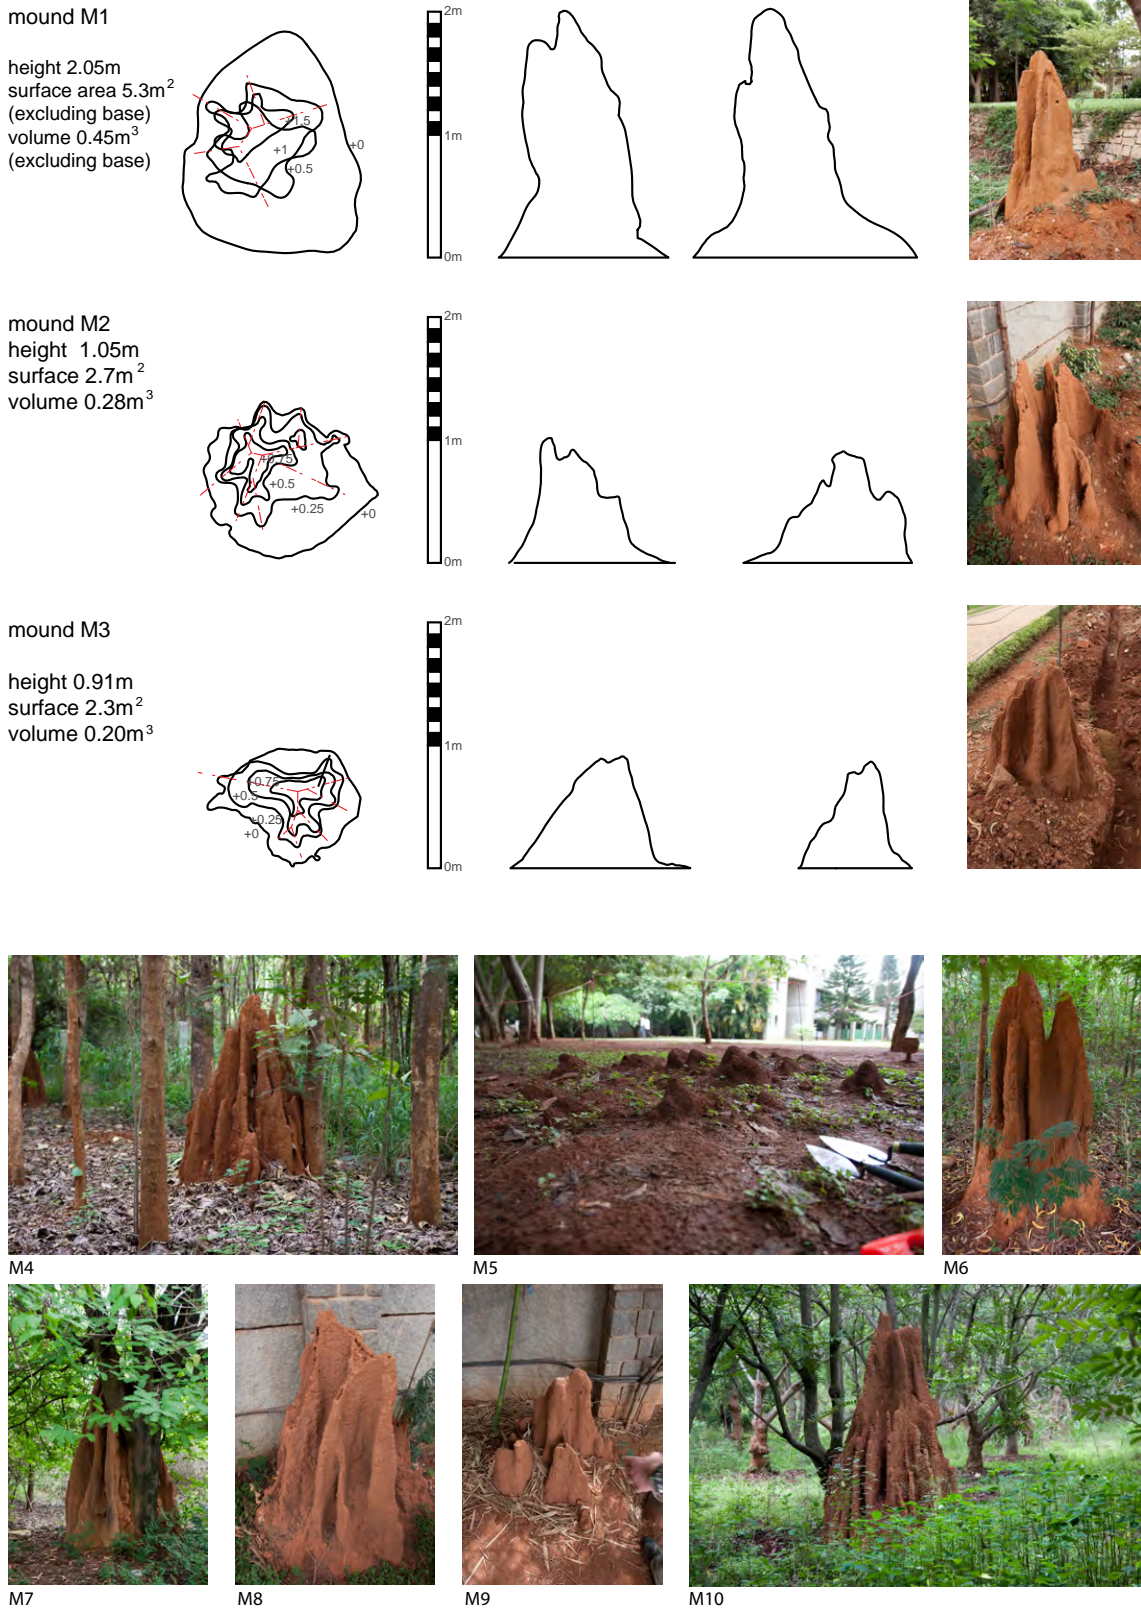 mound M1
height 2.05m
surface area 5.3m²
(excluding base)
volume 0.45m³
(excluding base)
+1.5
+1
+0.5
+0
2m
1m
0m
mound M2
height 1.05m
surface 2.7m²
volume 0.28m³
+0.75
+0.5
+0.25
+0
2m
1m
0m
mound M3
height 0.91m
surface 2.3m²
volume 0.20m³
+0.75
+0.5
+0.25
+0
2m
1m
0m
M4
M5
M6
M7
M8
M9
M10